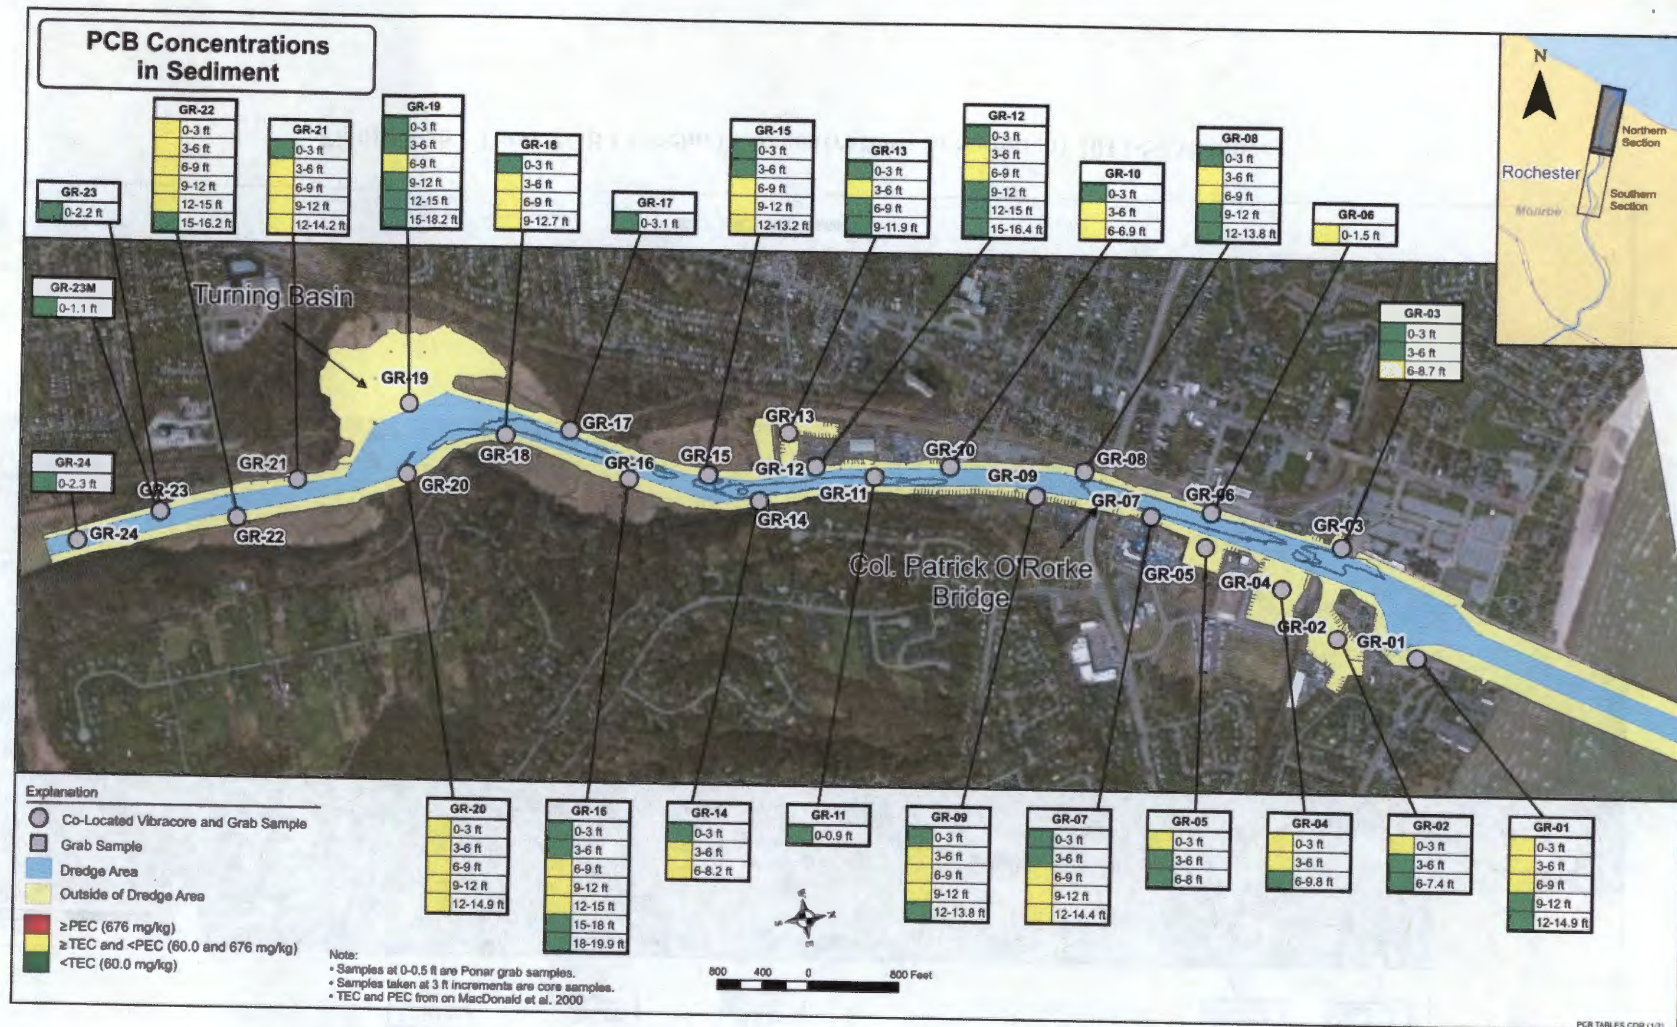 PCB Concentrations
in Sediment
GR-22
0-3 ft
3-6 ft
6-9 ft
9-12 ft
12-15 ft
15-16.2 ft
GR-21
0-3 ft
3-6 ft
6-9 ft
9-12 ft
12-14.2 ft
GR-19
0-3 ft
3-6 ft
6-9 ft
9-12 ft
12-15 ft
15-18.2 ft
GR-18
0-3 ft
3-6 ft
6-9 ft
9-12.7 ft
GR-17
0-3.1 ft
GR-15
0-3 ft
3-6 ft
6-9 ft
9-12 ft
12-13.2 ft
GR-13
0-3 ft
3-6 ft
6-9 ft
9-11.9 ft
GR-12
0-3 ft
3-6 ft
6-9 ft
9-12 ft
12-15 ft
15-16.4 ft
GR-10
0-3 ft
3-6 ft
6-6.9 ft
GR-08
0-3 ft
3-6 ft
6-9 ft
9-12 ft
12-13.8 ft
GR-06
0-1.5 ft
N
Northern
Section
Rochester
Southern
Section
Monroe
GR-23
0-2.2 ft
GR-23M
0-1.1 ft
GR-24
0-2.3 ft
GR-03
0-3 ft
3-6 ft
6-8.7 ft
Turning Basin
GR-19
GR-17
GR-18
GR-13
GR-21
GR-20
GR-16
GR-15
GR-12
GR-10
GR-08
GR-23
GR-24
GR-22
GR-14
GR-11
GR-09
GR-07
GR-06
GR-03
GR-05
GR-04
GR-02
GR-01
Col. Patrick O'Rorke
Bridge
Explanation
Co-Located Vibracore and Grab Sample
Grab Sample
Dredge Area
Outside of Dredge Area
≥PEC (676 mg/kg)
≥TEC and <PEC (60.0 and 676 mg/kg)
<TEC (60.0 mg/kg)
GR-20
0-3 ft
3-6 ft
6-9 ft
9-12 ft
12-14.9 ft
GR-16
0-3 ft
3-6 ft
6-9 ft
9-12 ft
12-15 ft
15-18 ft
18-19.9 ft
GR-14
0-3 ft
3-6 ft
6-8.2 ft
GR-11
0-0.9 ft
GR-09
0-3 ft
3-6 ft
6-9 ft
9-12 ft
12-13.8 ft
GR-07
0-3 ft
3-6 ft
6-9 ft
9-12 ft
12-14.4 ft
GR-05
0-3 ft
3-6 ft
6-8 ft
GR-04
0-3 ft
3-6 ft
6-9.8 ft
GR-02
0-3 ft
3-6 ft
6-7.4 ft
GR-01
0-3 ft
3-6 ft
6-9 ft
9-12 ft
12-14.9 ft
Note:
• Samples at 0-0.5 ft are Ponar grab samples.
• Samples taken at 3 ft increments are core samples.
• TEC and PEC from on MacDonald et al. 2000
800 400 0 800 Feet
PCB TABLES.CDR